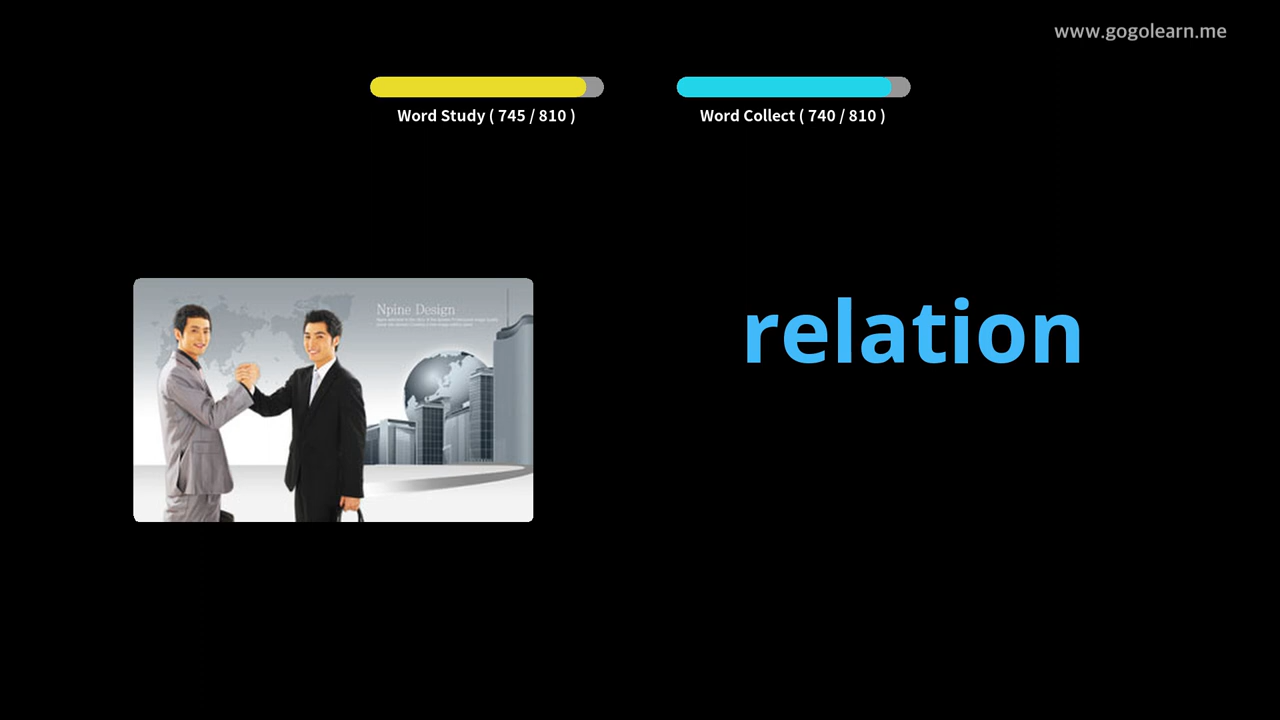 www.gogolearn.me
Word Study ( 745 / 810 )
Word Collect ( 740 / 810 )
Npine Design
relation